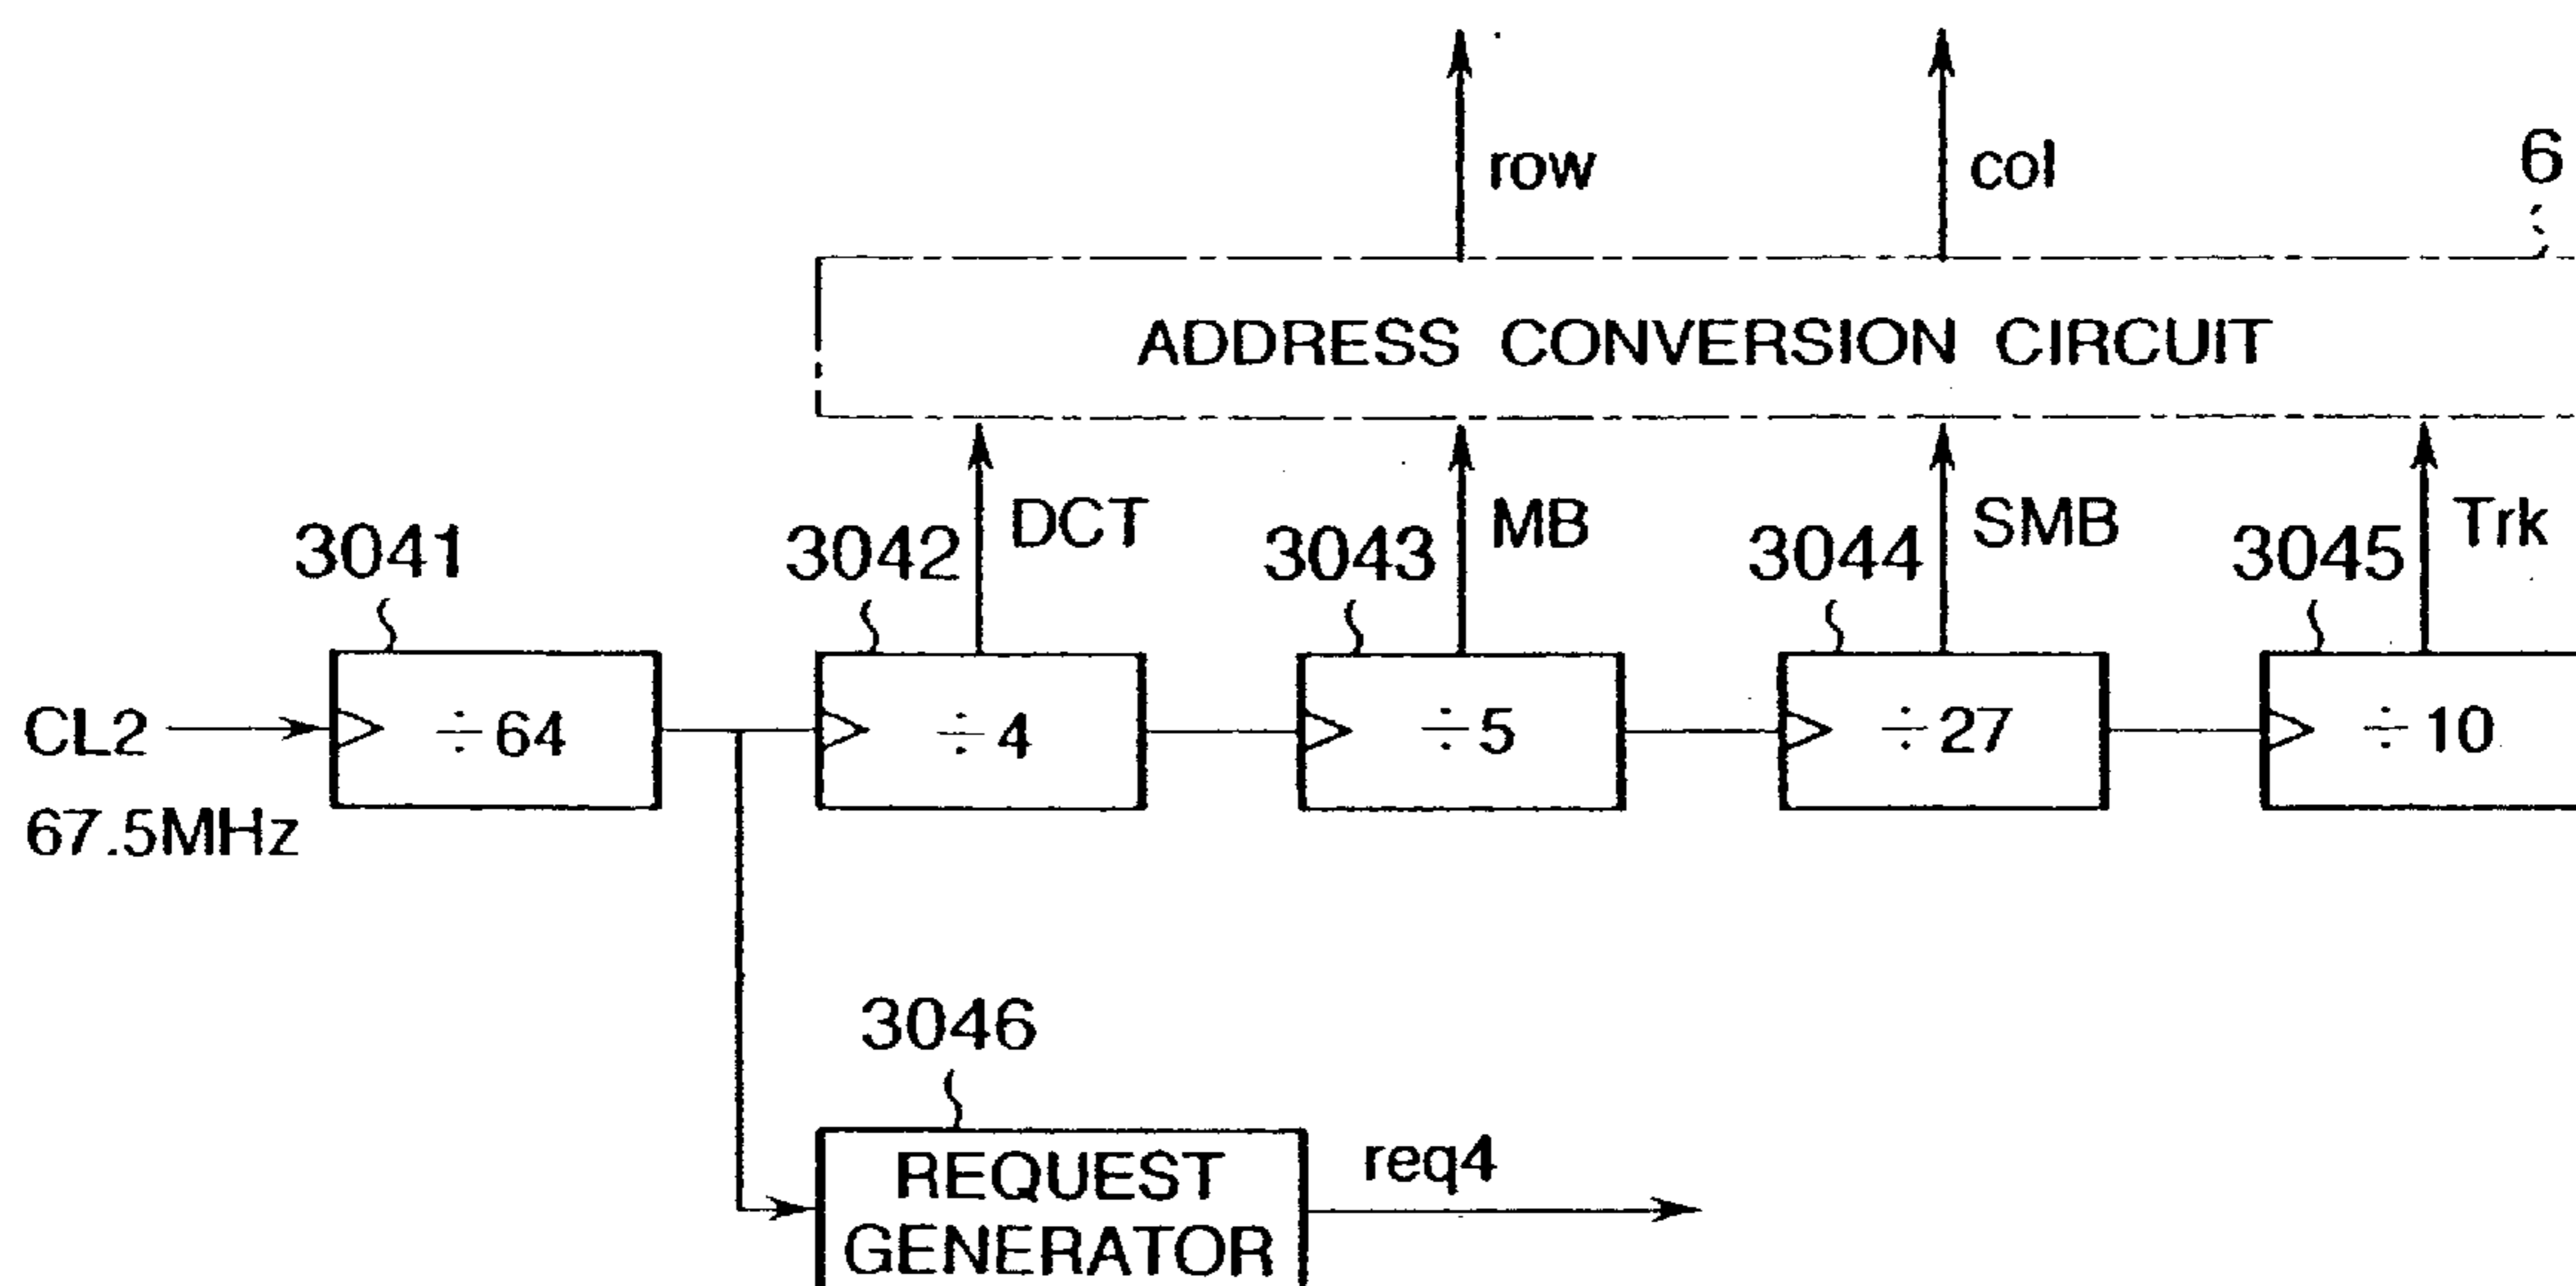 row
col
6
ADDRESS CONVERSION CIRCUIT
DCT
MB
SMB
Trk
3041
3042
3043
3044
3045
CL2
67.5MHz
÷64
÷4
÷5
÷27
÷10
3046
REQUEST
GENERATOR
req4